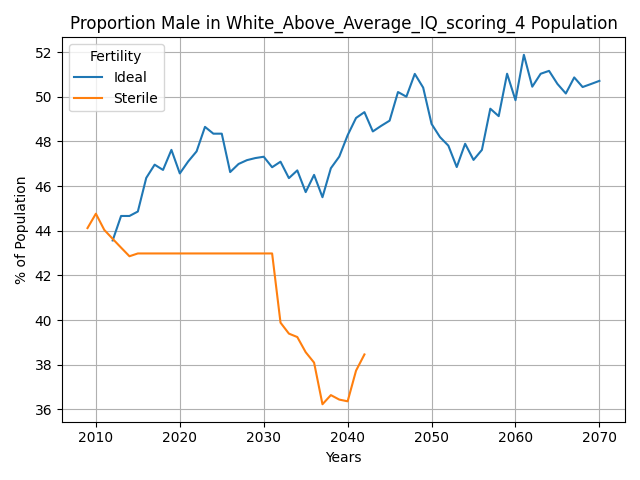 Proportion Male in White_Above_Average_IQ_scoring_4 Population
Fertility
Ideal
Sterile
% of Population
52
50
48
46
44
42
40
38
36
2010 2020 2030 2040 2050 2060 2070
Years